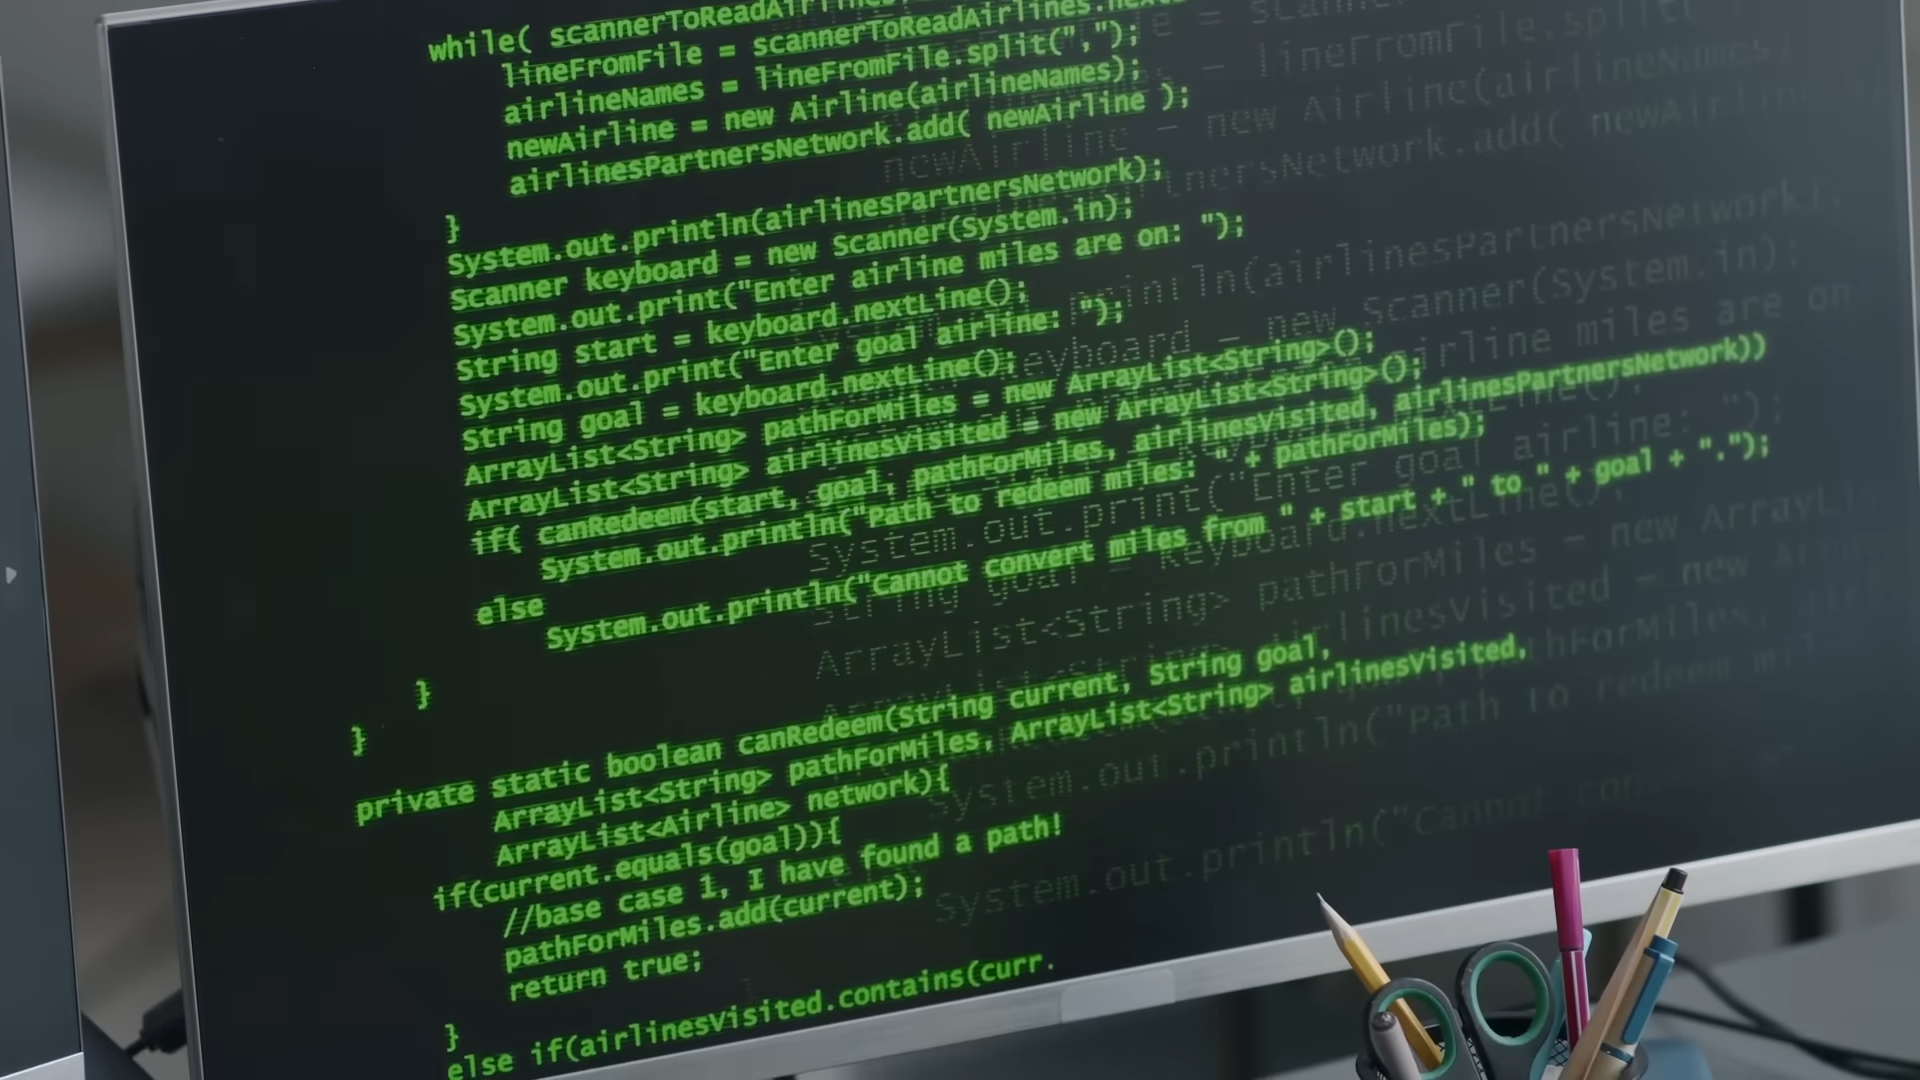 while( scannerToReadAirlines.
lineFromFile = scannerToReadAirlines.next
airlineNames = lineFromFile.split(",");
newAirline = new Airline(airlineNames);
airlinesPartnersNetwork.add( newAirline );
}
System.out.println(airlinesPartnersNetwork);
Scanner keyboard = new Scanner(System.in);
System.out.print("Enter airline miles are on: ");
String start = keyboard.nextLine();
System.out.print("Enter goal airline: ");
String goal = keyboard.nextLine();
ArrayList<String> pathForMiles = new ArrayList<String>();
ArrayList<String> airlinesVisited = new ArrayList<String>();
if( canRedeem(start, goal, pathForMiles, airlinesVisited, airlinesPartnersNetwork))
System.out.println("Path to redeem miles: " + pathForMiles);
else
System.out.println("Cannot convert miles from " + start + " to " + goal + ".");
}
}
private static boolean canRedeem(String current, String goal,
ArrayList<String> pathForMiles, ArrayList<String> airlinesVisited,
ArrayList<Airline> network){
if(current.equals(goal)){
//base case 1, I have found a path!
pathForMiles.add(current);
return true;
}
else if(airlinesVisited.contains(curr.